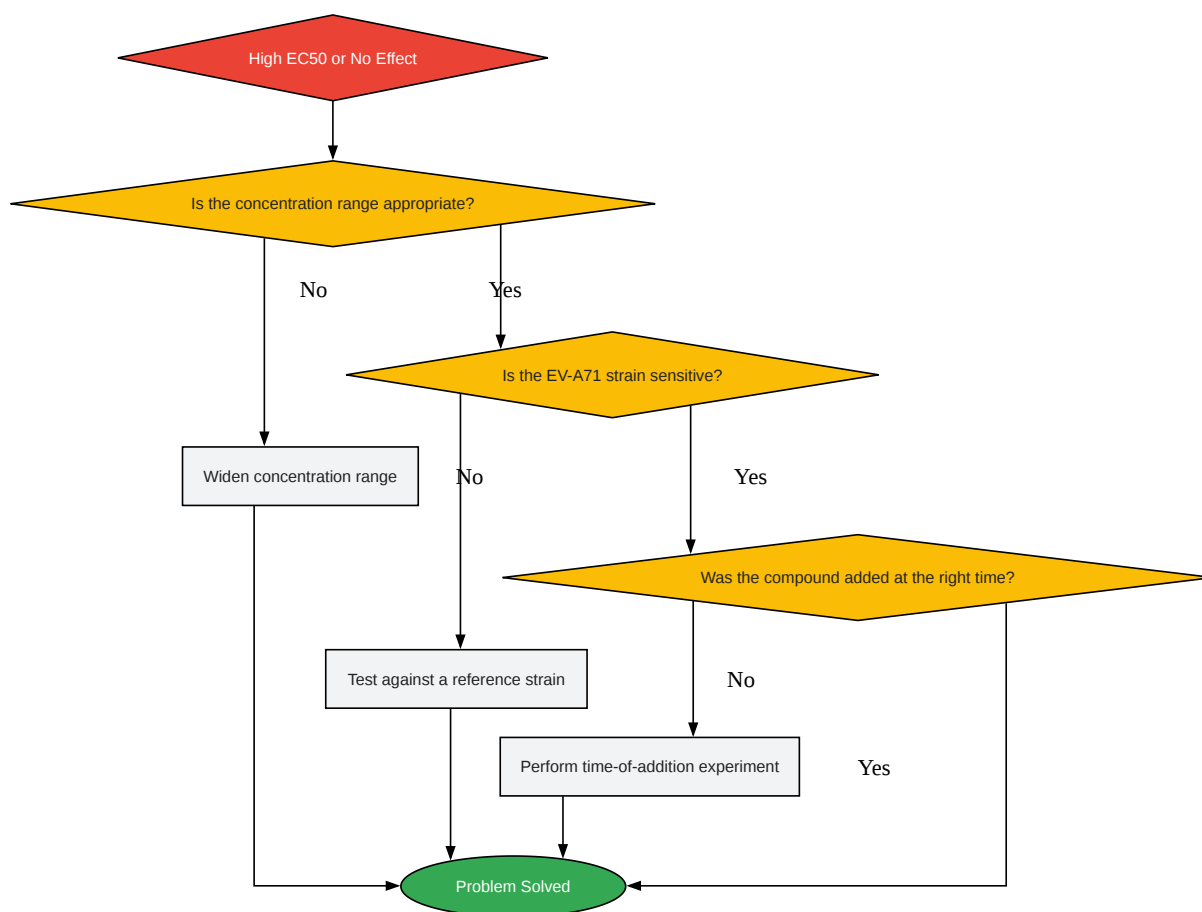 High EC50 or No Effect
Is the concentration range appropriate?
No
Yes
Is the EV-A71 strain sensitive?
Widen concentration range
No
Yes
Was the compound added at the right time?
Test against a reference strain
No
Perform time-of-addition experiment
Yes
Problem Solved